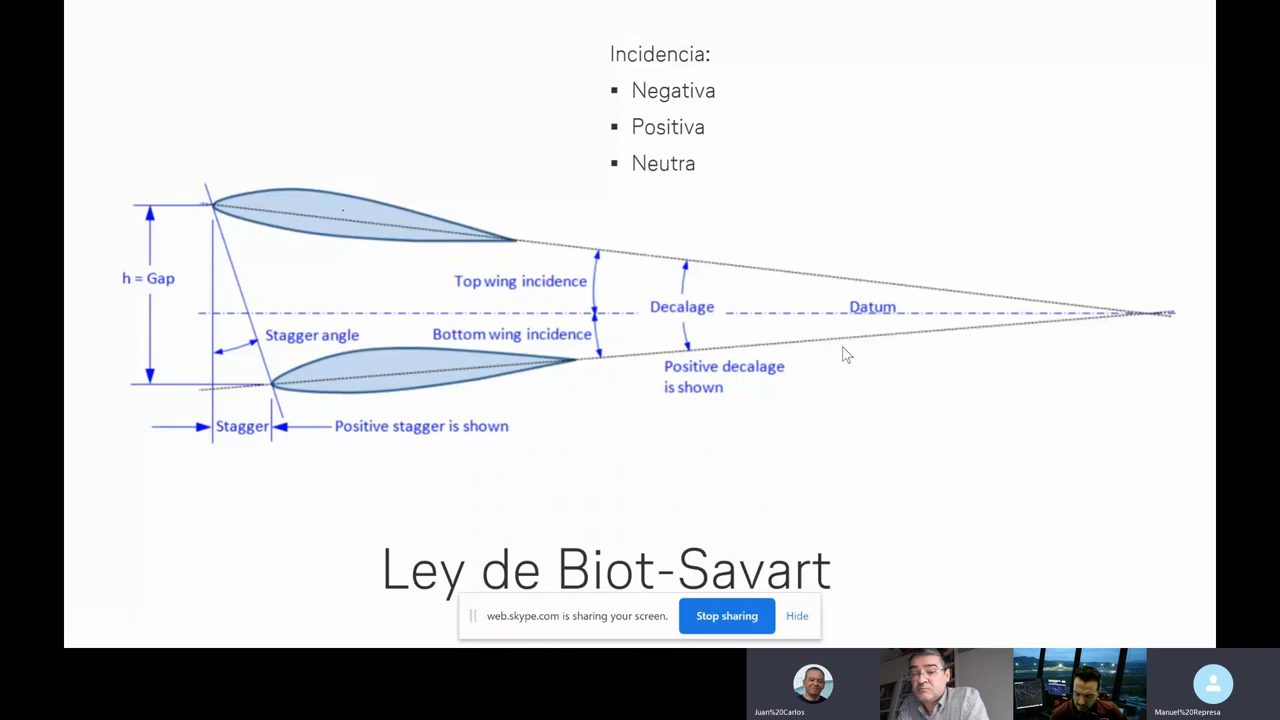 Incidencia:
▪ Negativa
▪ Positiva
▪ Neutra
h = Gap
Top wing incidence
Decalage
Datum
Stagger angle
Bottom wing incidence
Positive decalage
is shown
Stagger
Positive stagger is shown
Ley de Biot-Savart
web.skype.com is sharing your screen.
Stop sharing
Hide
Juan%20Carlos
Manuel%20Represa